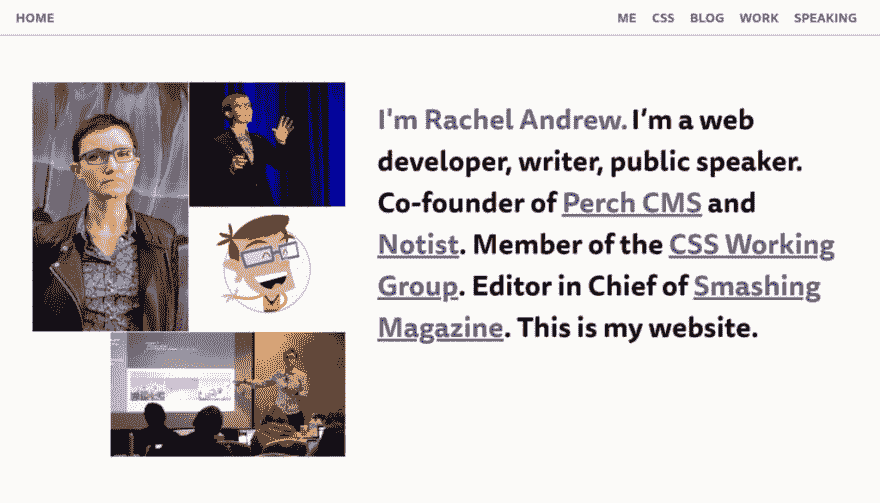 HOME
ME CSS BLOG WORK SPEAKING
I'm Rachel Andrew. I’m a web
developer, writer, public speaker.
Co-founder of Perch CMS and
Notist. Member of the CSS Working
Group. Editor in Chief of Smashing
Magazine. This is my website.